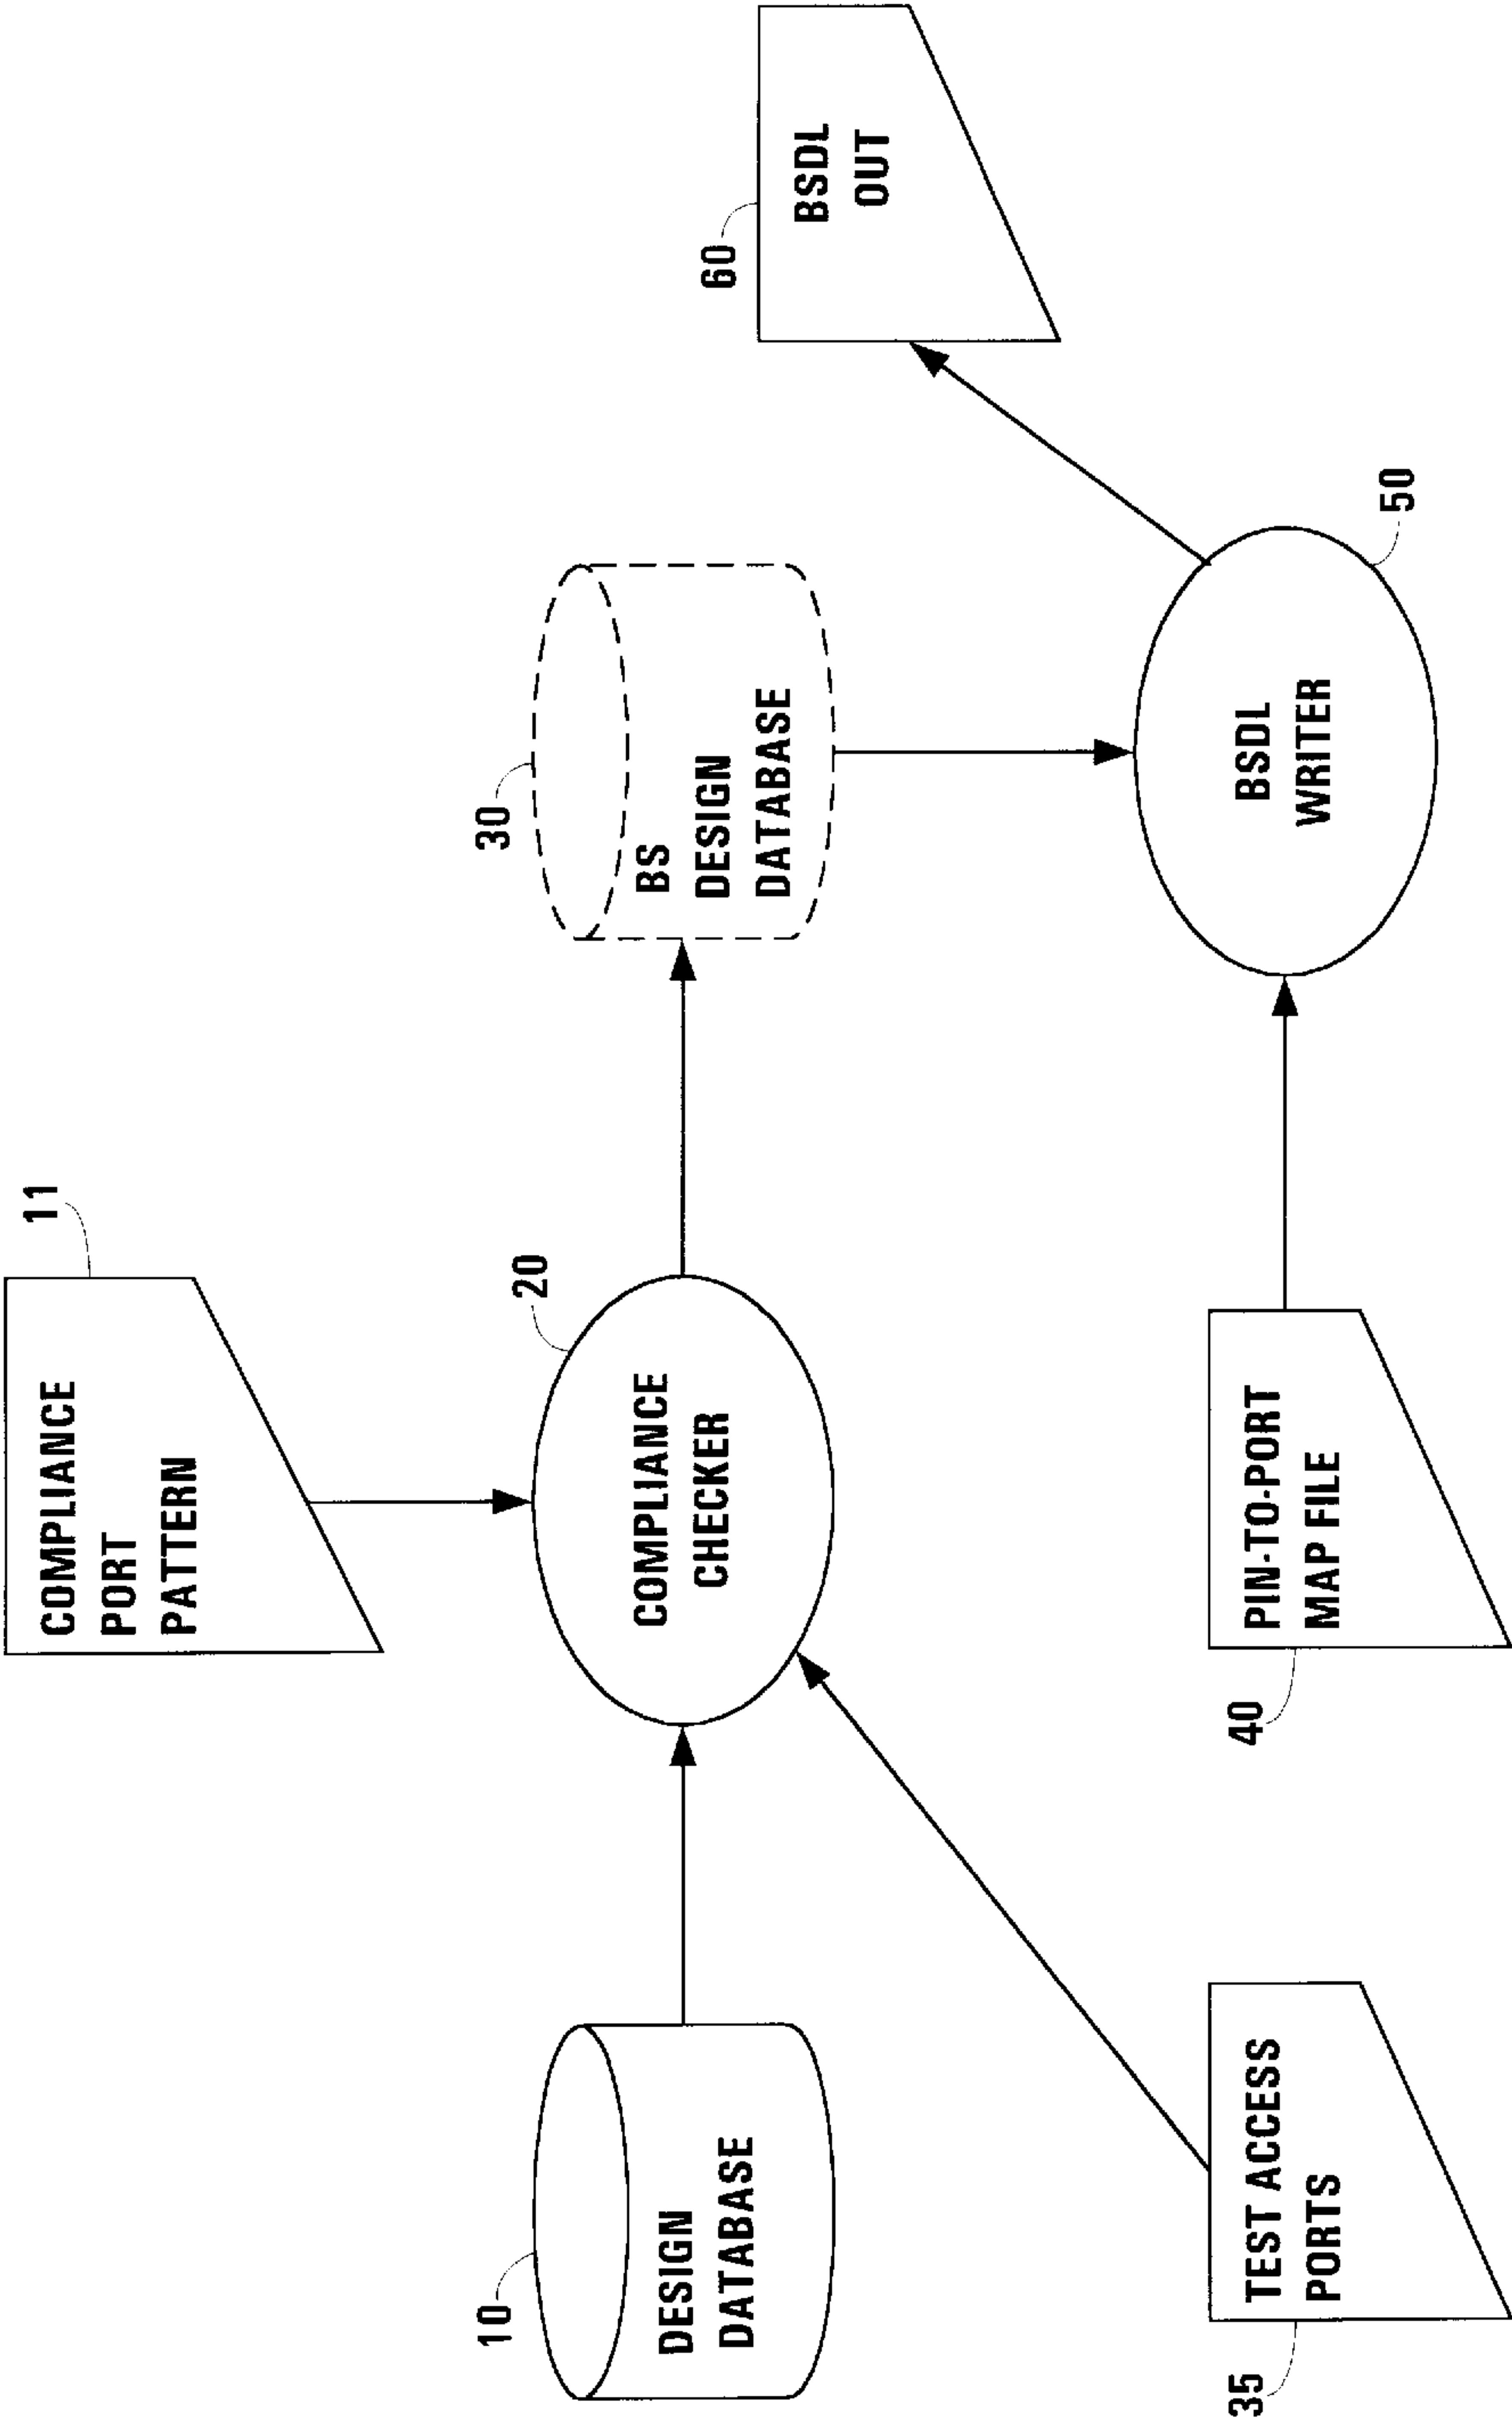 11
COMPLIANCE
PORT
PATTERN
10
DESIGN
DATABASE
20
COMPLIANCE
CHECKER
30
BS
DESIGN
DATABASE
60
BSDL
OUT
35
TEST ACCESS
PORTS
40
PIN-TO-PORT
MAP FILE
BSDL
WRITER
50